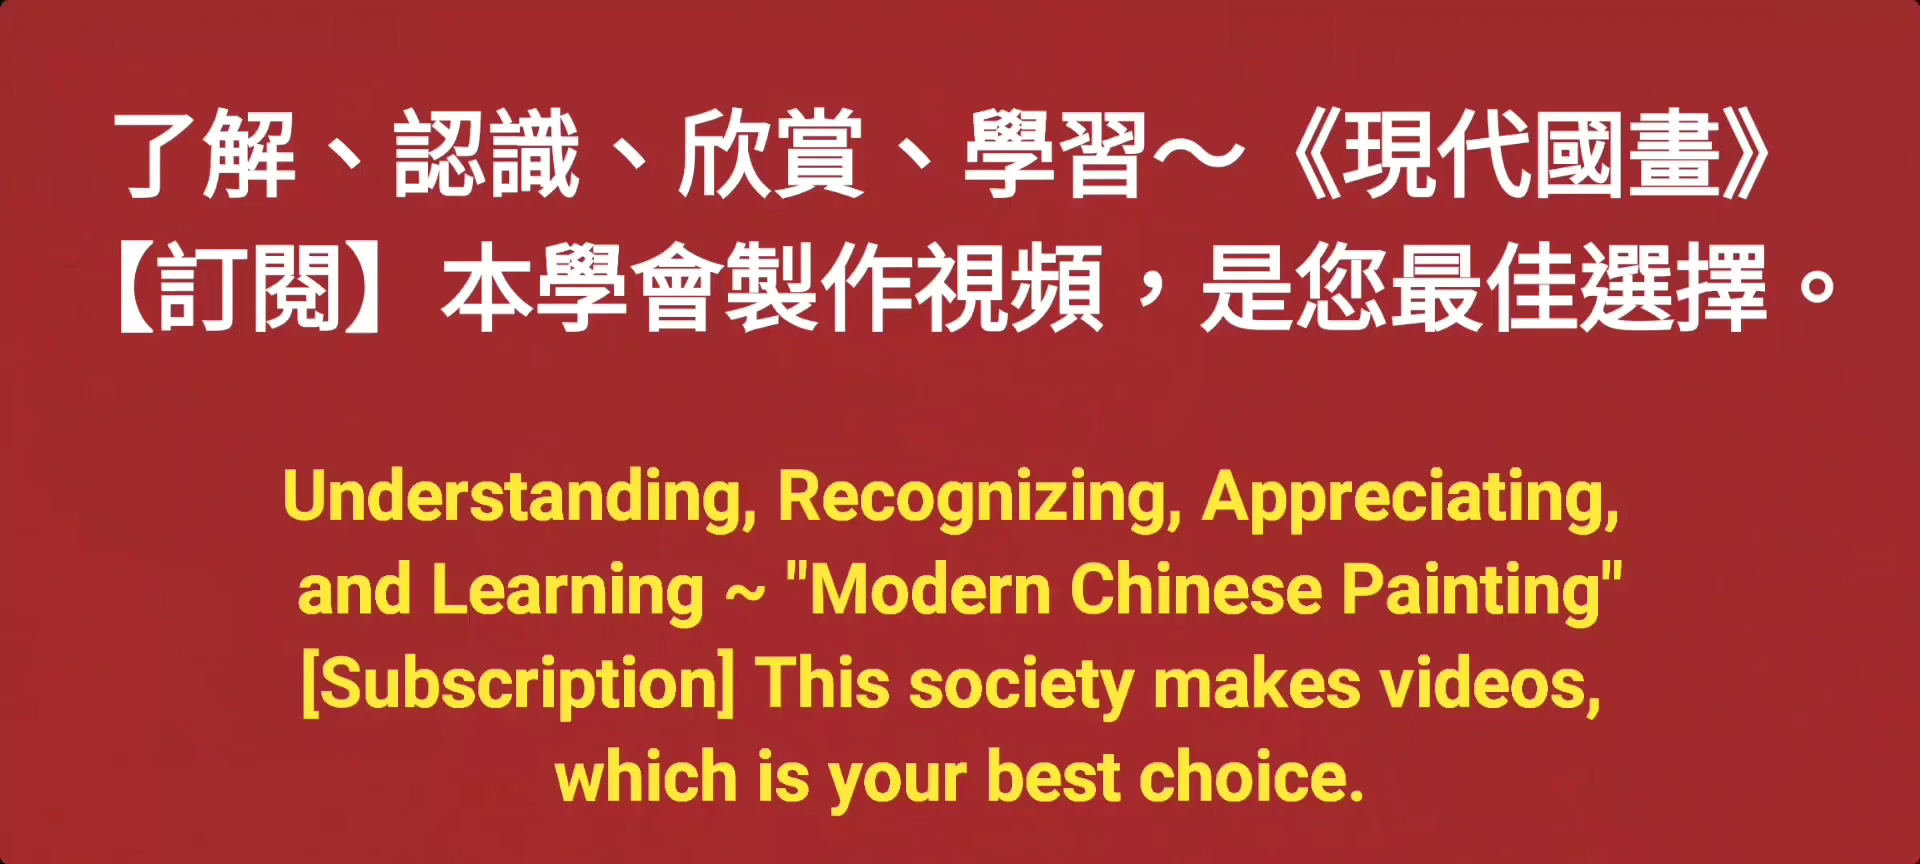 了解、認識、欣賞、學習～《現代國畫》
【訂閱】本學會製作視頻，是您最佳選擇。
Understanding, Recognizing, Appreciating,
and Learning ~ "Modern Chinese Painting"
[Subscription] This society makes videos,
which is your best choice.